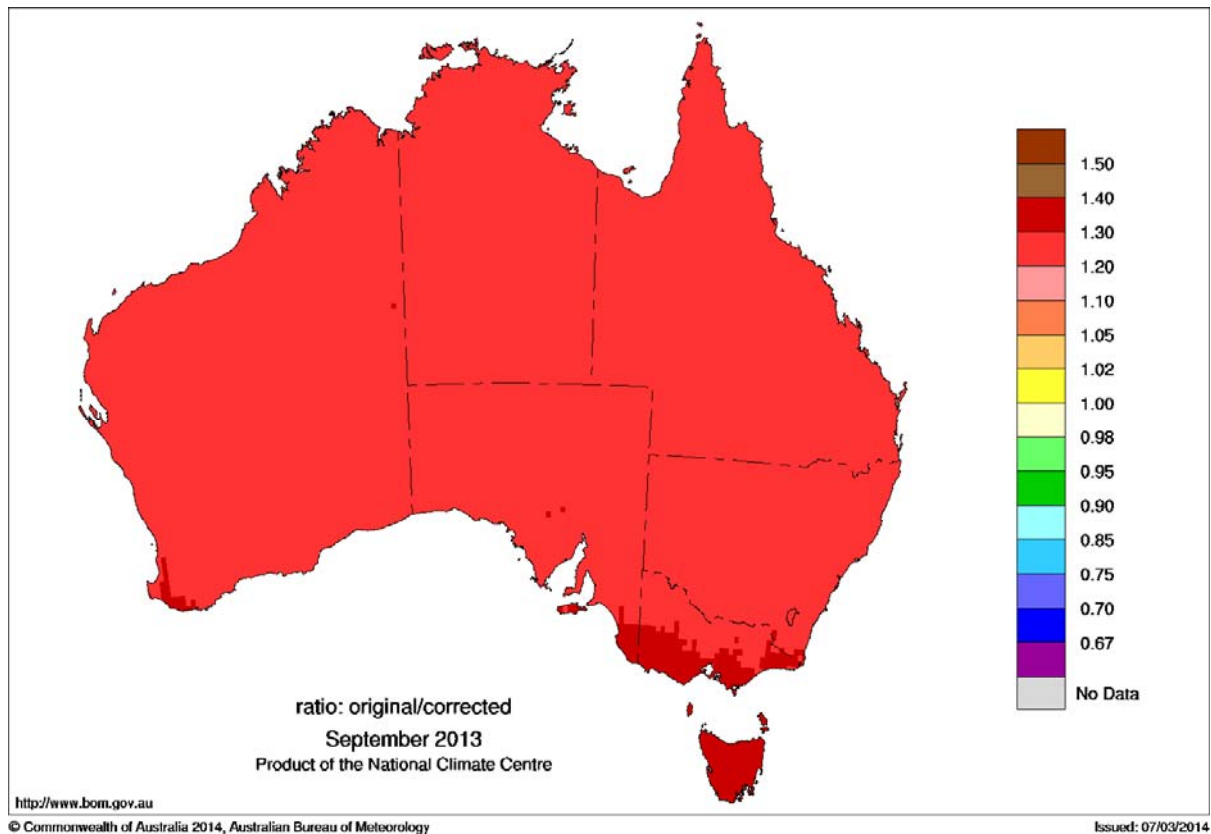 1.50
1.40
1.30
1.20
1.10
1.05
1.02
1.00
0.98
0.95
0.90
0.85
0.75
0.70
0.67
No Data
ratio: original/corrected
September 2013
Product of the National Climate Centre
http://www.bom.gov.au
© Commonwealth of Australia 2014, Australian Bureau of Meteorology
Issued: 07/03/2014